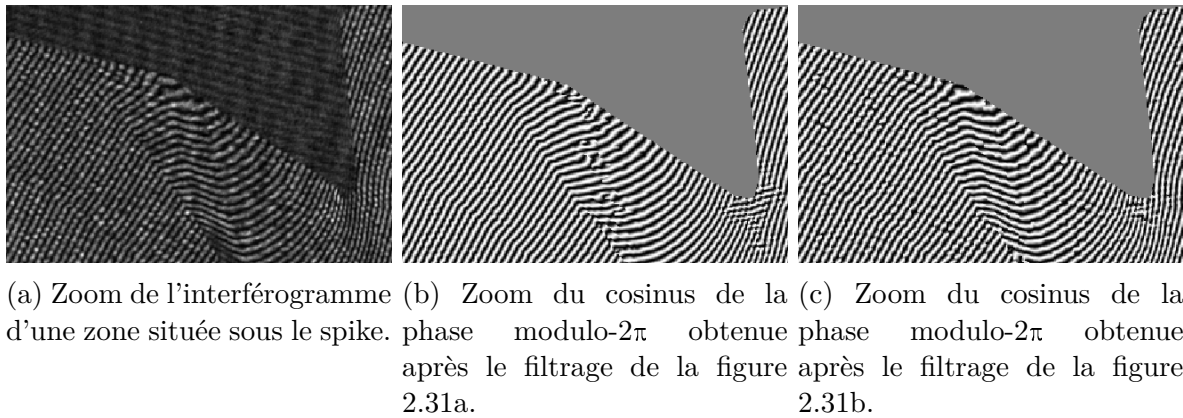 (a) Zoom de l'interférogramme
d'une zone située sous le spike.
(b) Zoom du cosinus de la
phase modulo-2π obtenue
après le filtrage de la figure
2.31a.
(c) Zoom du cosinus de la
phase modulo-2π obtenue
après le filtrage de la figure
2.31b.